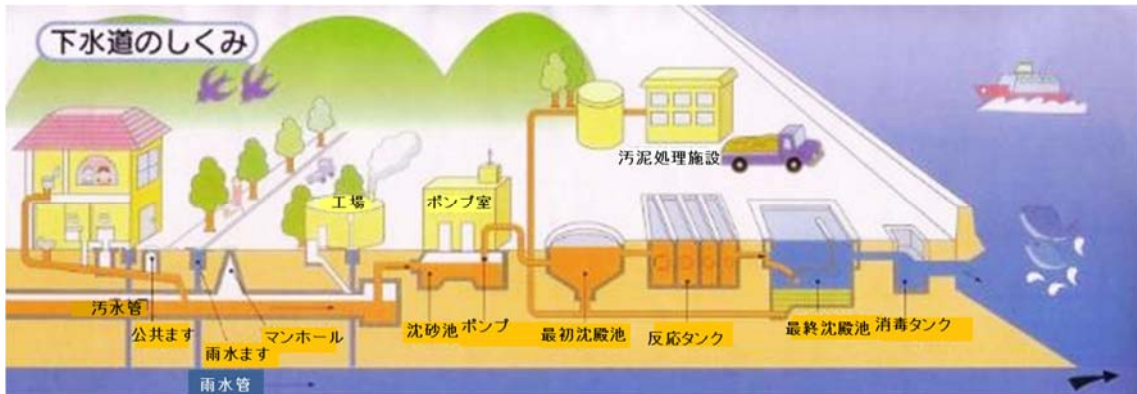 下水道のしくみ
汚泥処理施設
工場
ポンプ室
汚水管
公共ます
雨水ます
マンホール
沈砂池
ポンプ
最初沈殿池
反応タンク
最終沈殿池
消毒タンク
雨水管